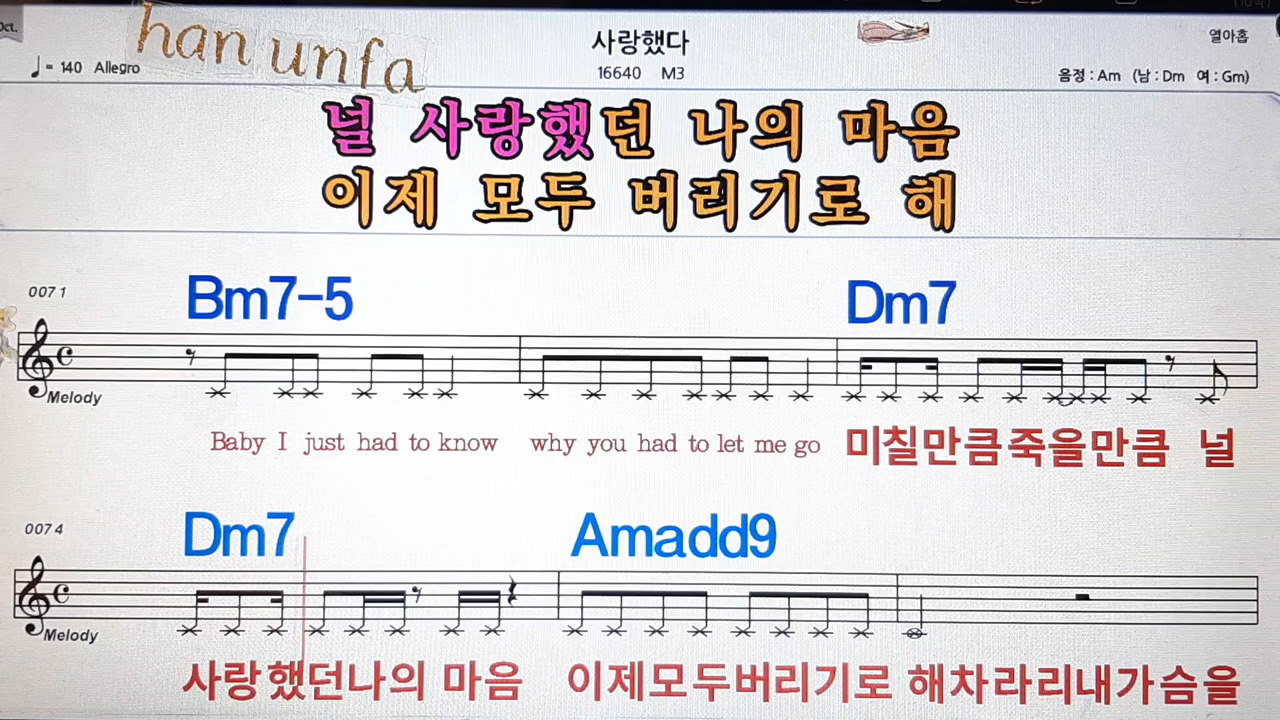 Oct.
han unfa
사랑했다
열아홉
♩= 140 Allegro
16640 M3
음정 : Am (남 : Dm 여 : Gm)
널 사랑했던 나의 마음
이제 모두 버리기로 해
0071
Bm7-5 Dm7
Melody
Baby I just had to know why you had to let me go 미칠만큼죽을만큼 널
0074
Dm7 Amadd9
Melody
사랑했던나의 마음 이제모두버리기로 해차라리내가슴을